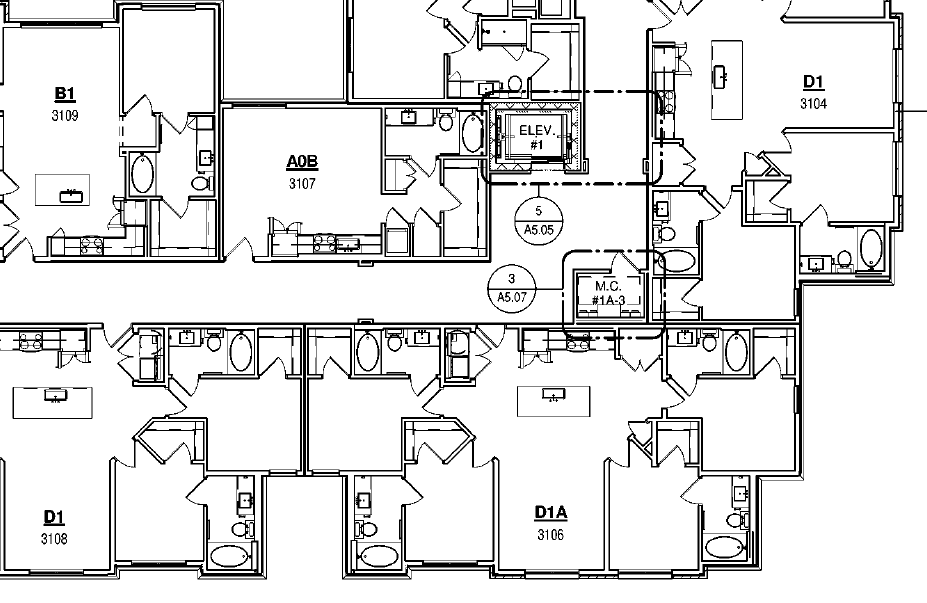 B1
3109
D1
3104
ELEV.
#1
A0B
3107
5
A5.05
3
A5.07
M.C.
#1A-3
D1
3108
D1A
3106